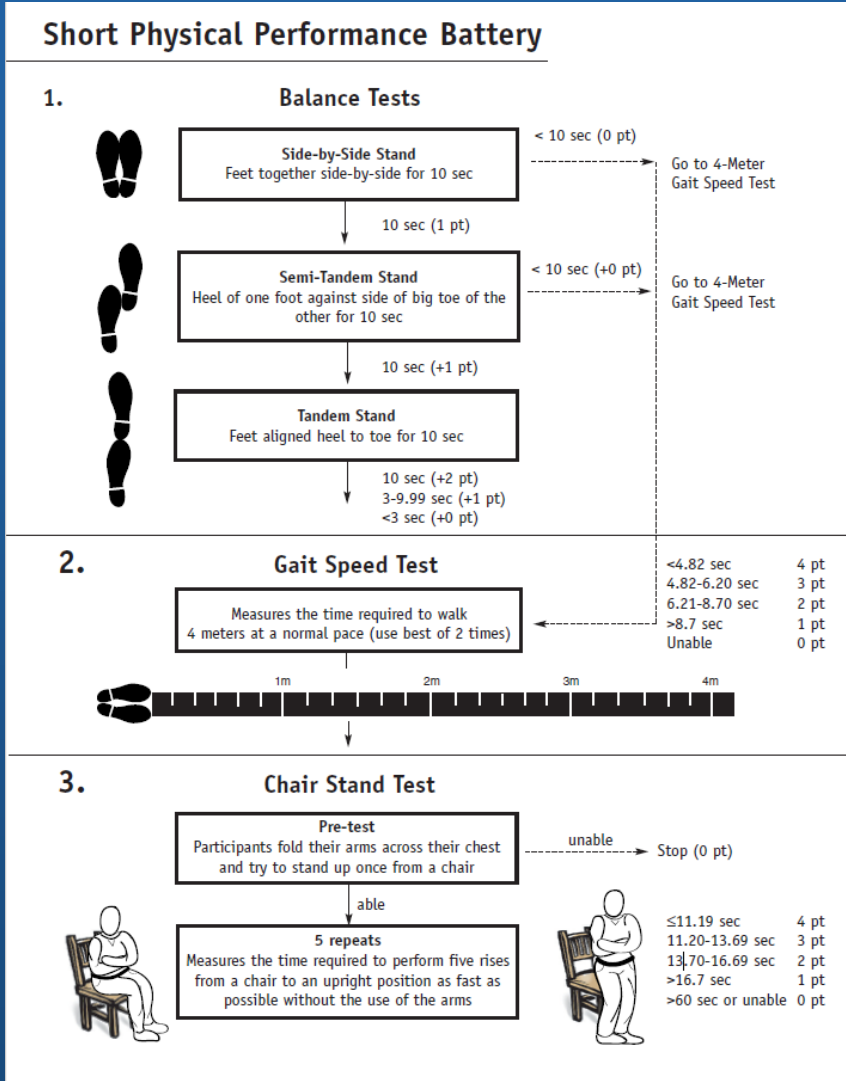 Short Physical Performance Battery
1.
Balance Tests
Side-by-Side Stand
Feet together side-by-side for 10 sec
< 10 sec (0 pt)
Go to 4-Meter
Gait Speed Test
10 sec (1 pt)
Semi-Tandem Stand
Heel of one foot against side of big toe of the
other for 10 sec
< 10 sec (+0 pt)
Go to 4-Meter
Gait Speed Test
10 sec (+1 pt)
Tandem Stand
Feet aligned heel to toe for 10 sec
10 sec (+2 pt)
3-9.99 sec (+1 pt)
<3 sec (+0 pt)
2.
Gait Speed Test
Measures the time required to walk
4 meters at a normal pace (use best of 2 times)
<4.82 sec 4 pt
4.82-6.20 sec 3 pt
6.21-8.70 sec 2 pt
>8.7 sec 1 pt
Unable 0 pt
1m 2m 3m 4m
3.
Chair Stand Test
Pre-test
Participants fold their arms across their chest
and try to stand up once from a chair
unable
Stop (0 pt)
able
5 repeats
Measures the time required to perform five rises
from a chair to an upright position as fast as
possible without the use of the arms
≤11.19 sec 4 pt
11.20-13.69 sec 3 pt
13.70-16.69 sec 2 pt
>16.7 sec 1 pt
>60 sec or unable 0 pt